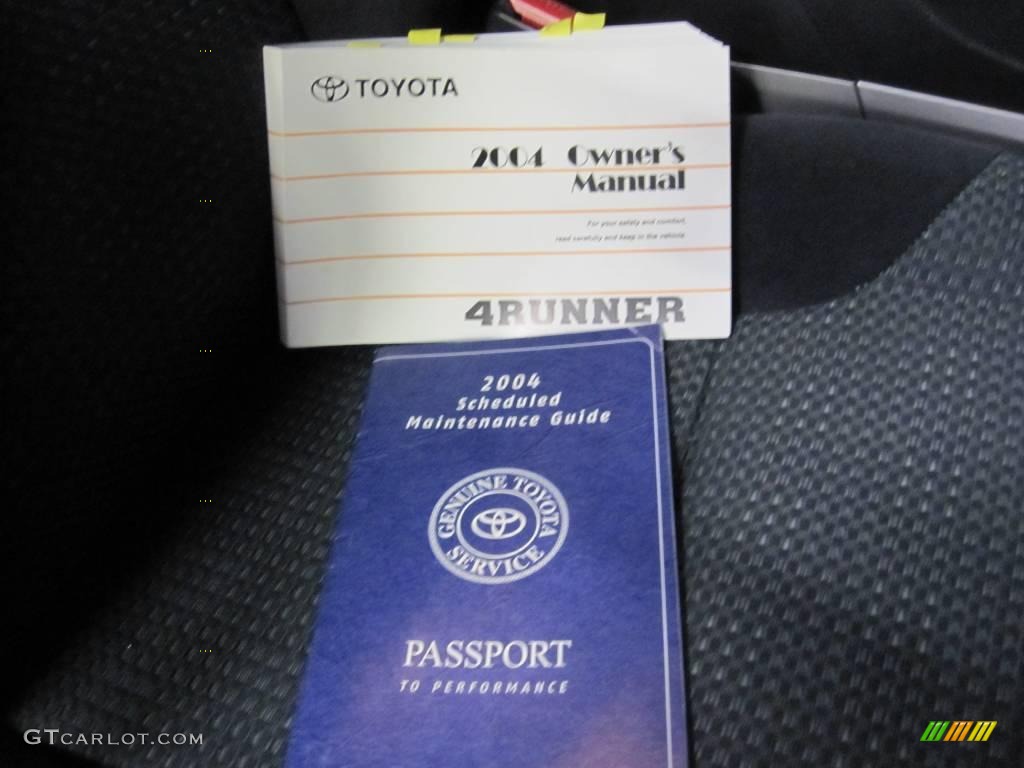 TOYOTA
2004 Owner's
Manual
For your safety and comfort,
read carefully and keep in the vehicle
4RUNNER
2004
Scheduled
Maintenance Guide
GENUINE TOYOTA
SERVICE
PASSPORT
TO PERFORMANCE
GTCARLOT.COM